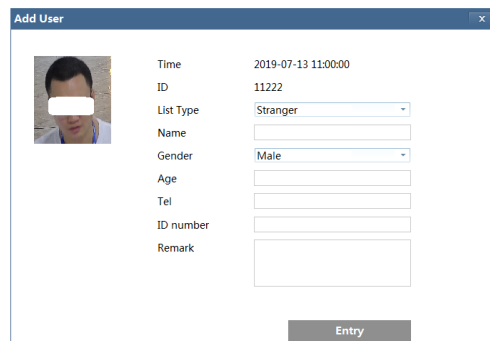 Add User x
Time 2019-07-13 11:00:00
ID 11222
List Type Stranger
Name
Gender Male
Age
Tel
ID number
Remark
Entry